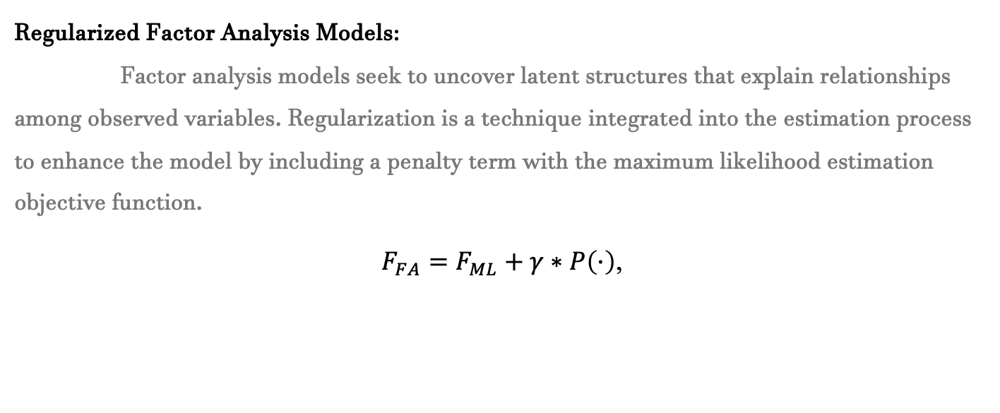 Regularized Factor Analysis Models:
Factor analysis models seek to uncover latent structures that explain relationships
among observed variables. Regularization is a technique integrated into the estimation process
to enhance the model by including a penalty term with the maximum likelihood estimation
objective function.
F_{FA} = F_{ML} + γ * P(·),